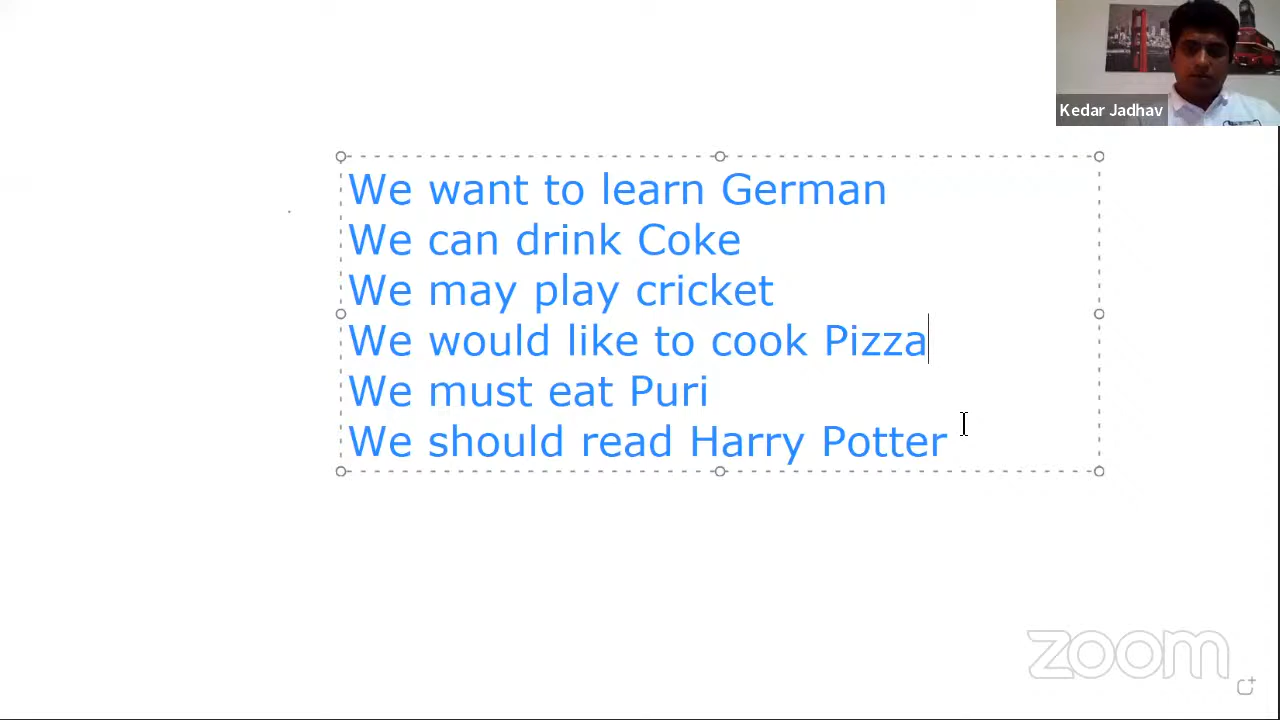 Kedar Jadhav
We want to learn German
We can drink Coke
We may play cricket
We would like to cook Pizza
We must eat Puri
We should read Harry Potter
zoom